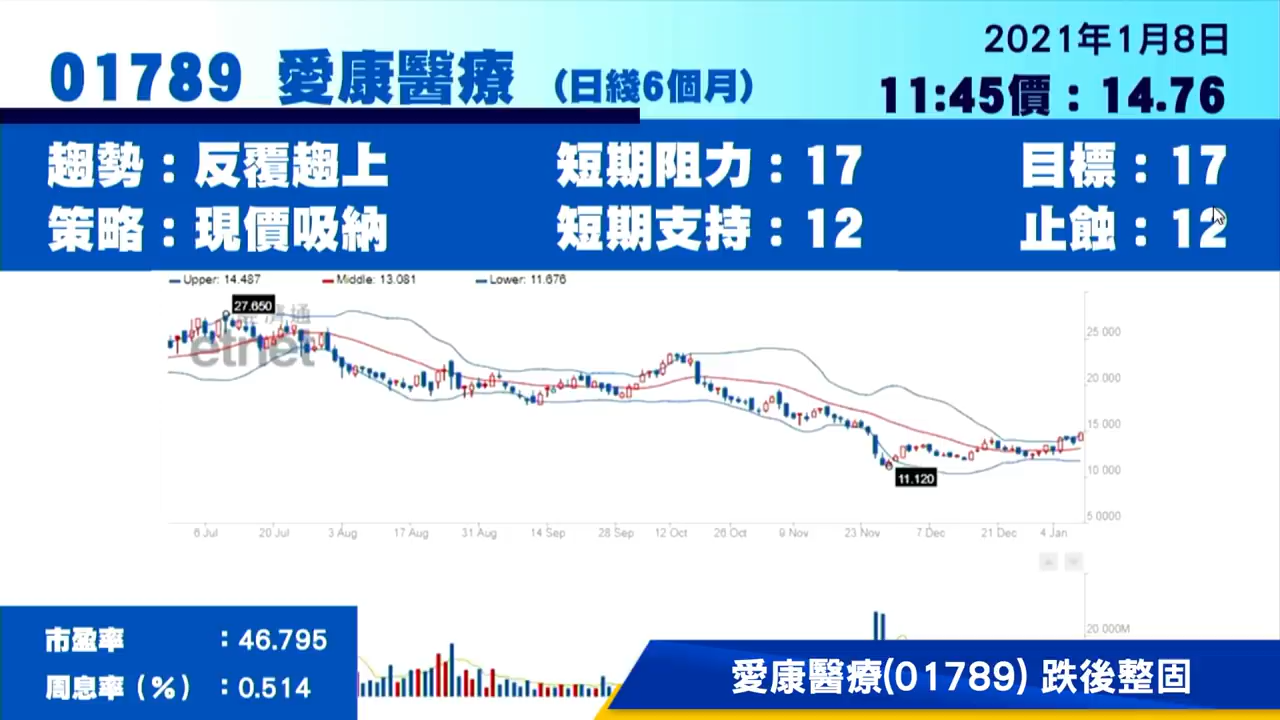 2021年1月8日
01789 愛康醫療 (日綫6個月)
11:45價：14.76
趨勢：反覆趨上 短期阻力：17 目標：17
策略：現價吸納 短期支持：12 止蝕：12
Upper: 14.487 Middle: 13.081 Lower: 11.676
27.650
經濟通
etnet
25 000
20 000
15 000
10 000
11.120
5.0000
6 Jul 20 Jul 3 Aug 17 Aug 31 Aug 14 Sep 28 Sep 12 Oct 26 Oct 9 Nov 23 Nov 7 Dec 21 Dec 4 Jan
20 000M
市盈率 ：46.795
周息率（%）：0.514
愛康醫療(01789) 跌後整固